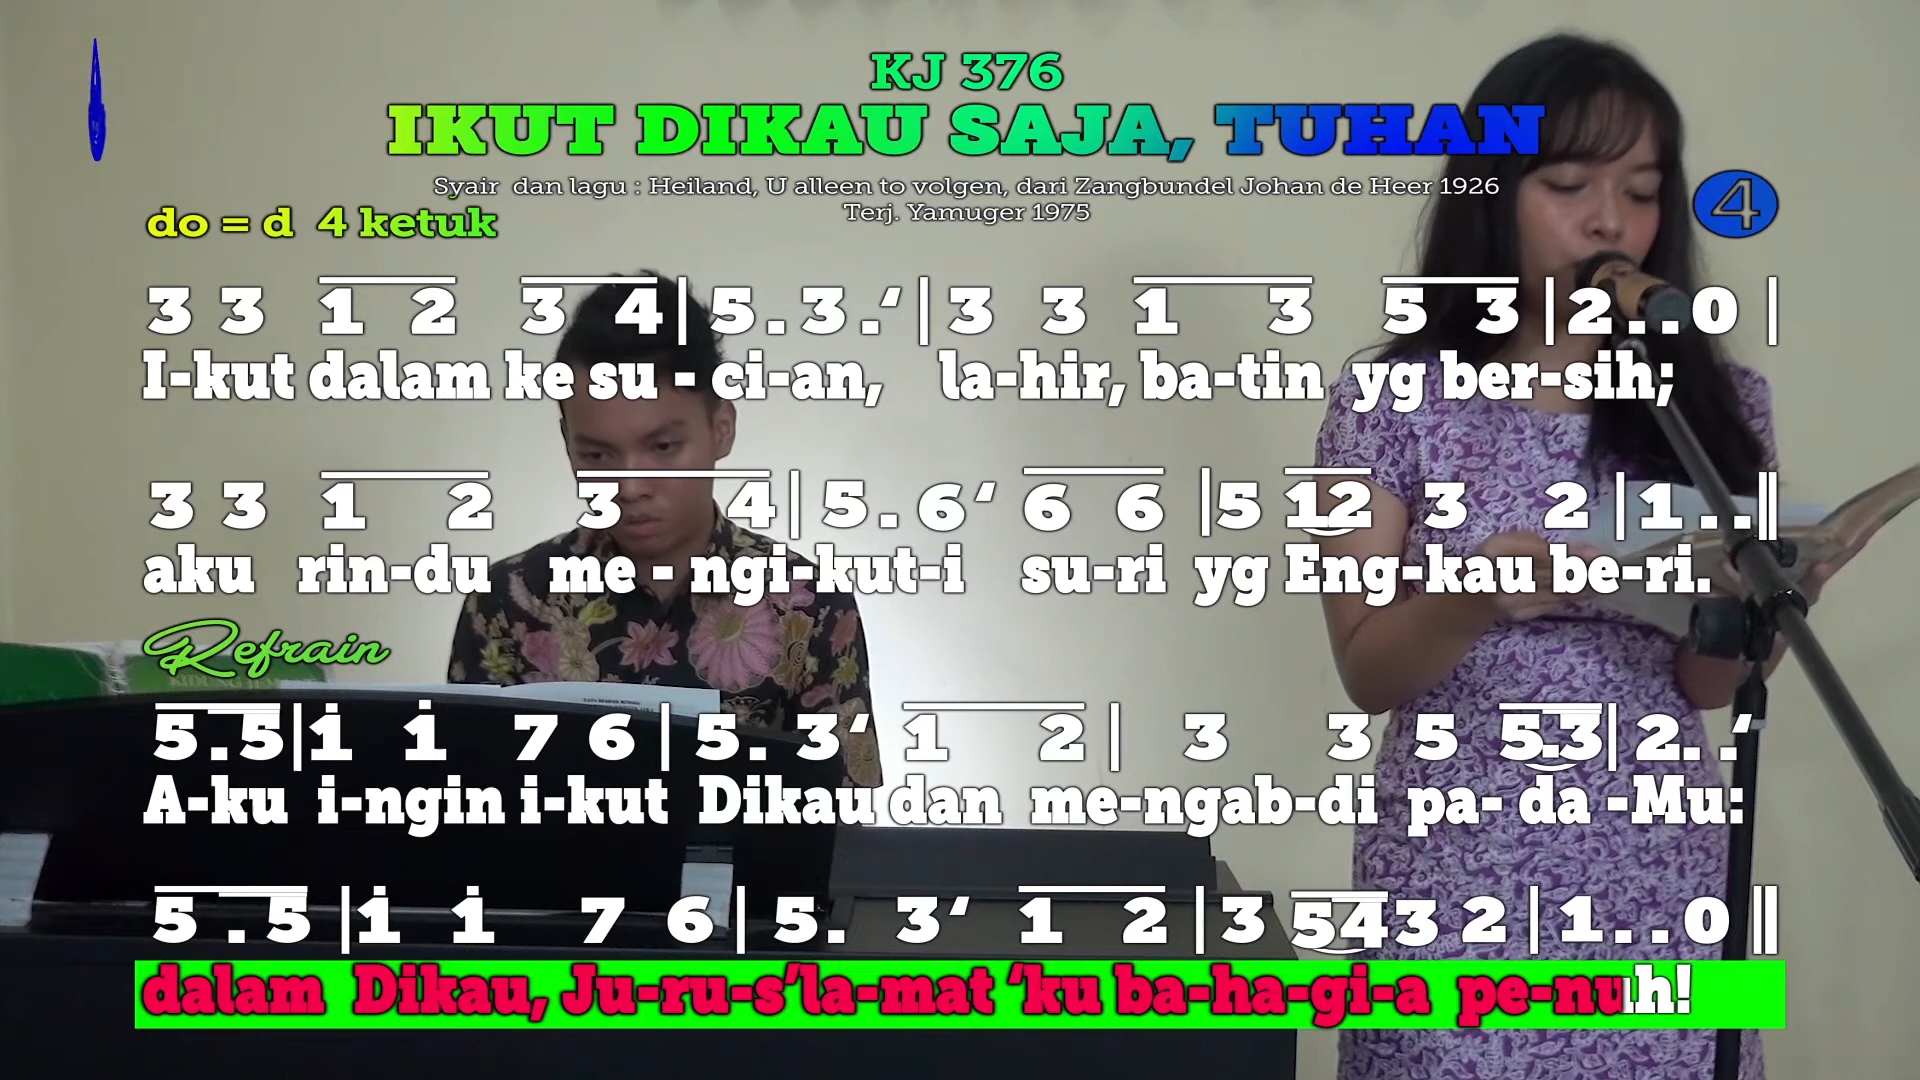 KJ 376
IKUT DIKAU SAJA, TUHAN
Syair dan lagu : Heiland, U alleen to volgen, dari Zangbundel Johan de Heer 1926
Terj. Yamuger 1975
do = d 4 ketuk
4
3 3 1 2 3 4 | 5 . 3 . ‘ | 3 3 1 3 5 3 | 2 . . 0 |
I-kut dalam ke su - ci-an, la-hir, ba-tin yg ber-sih;
3 3 1 2 3 4 | 5 . 6 ‘ 6 6 | 5 12 3 2 | 1 . . ||
aku rin-du me - ngi-kut-i su-ri yg Eng-kau be-ri.
Refrain
5 . 5 | i i 7 6 | 5 . 3 ‘ 1 2 | 3 3 5 5.3 | 2 . . ‘
A-ku i-ngin i-kut Dikau dan me-ngab-di pa- da -Mu:
5 . 5 | i i 7 6 | 5 . 3 ‘ 1 2 | 3 543 2 | 1 . . 0 ||
dalam Dikau, Ju-ru-s’la-mat ‘ku ba-ha-gi-a pe-nuh!